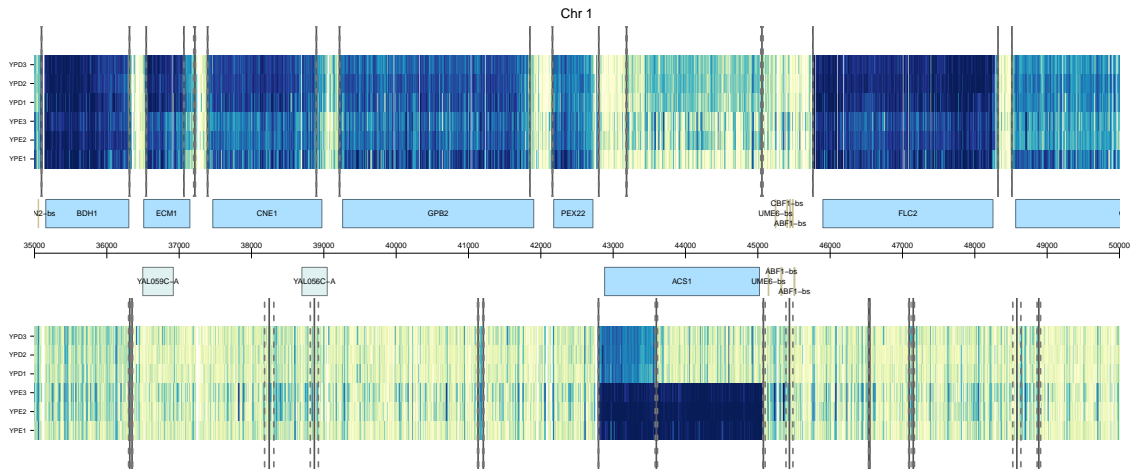 Chr 1
YPD3
YPD2
YPD1
YPE3
YPE2
YPE1
N2-bs BDH1 ECM1 CNE1 GPB2 PEX22 UME6-bs CBF1-bs ABF1-bs FLC2
35000 36000 37000 38000 39000 40000 41000 42000 43000 44000 45000 46000 47000 48000 49000 50000
YAL059C-A YAL056C-A ACS1 UME6-bs ABF1-bs ABF1-bs
YPD3
YPD2
YPD1
YPE3
YPE2
YPE1